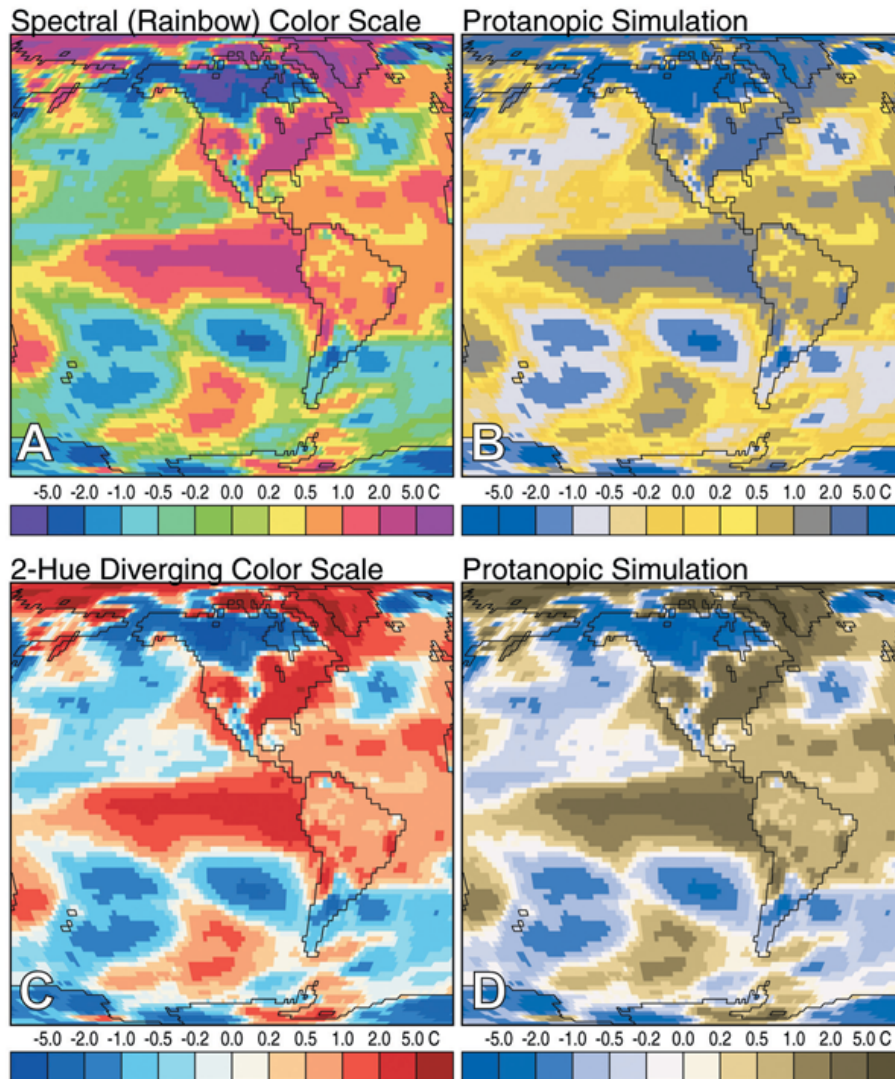 Spectral (Rainbow) Color Scale
Protanopic Simulation
A
B
-5.0 -2.0 -1.0 -0.5 -0.2 0.0 0.2 0.5 1.0 2.0 5.0 C
-5.0 -2.0 -1.0 -0.5 -0.2 0.0 0.2 0.5 1.0 2.0 5.0 C
2-Hue Diverging Color Scale
Protanopic Simulation
C
D
-5.0 -2.0 -1.0 -0.5 -0.2 0.0 0.2 0.5 1.0 2.0 5.0 C
-5.0 -2.0 -1.0 -0.5 -0.2 0.0 0.2 0.5 1.0 2.0 5.0 C